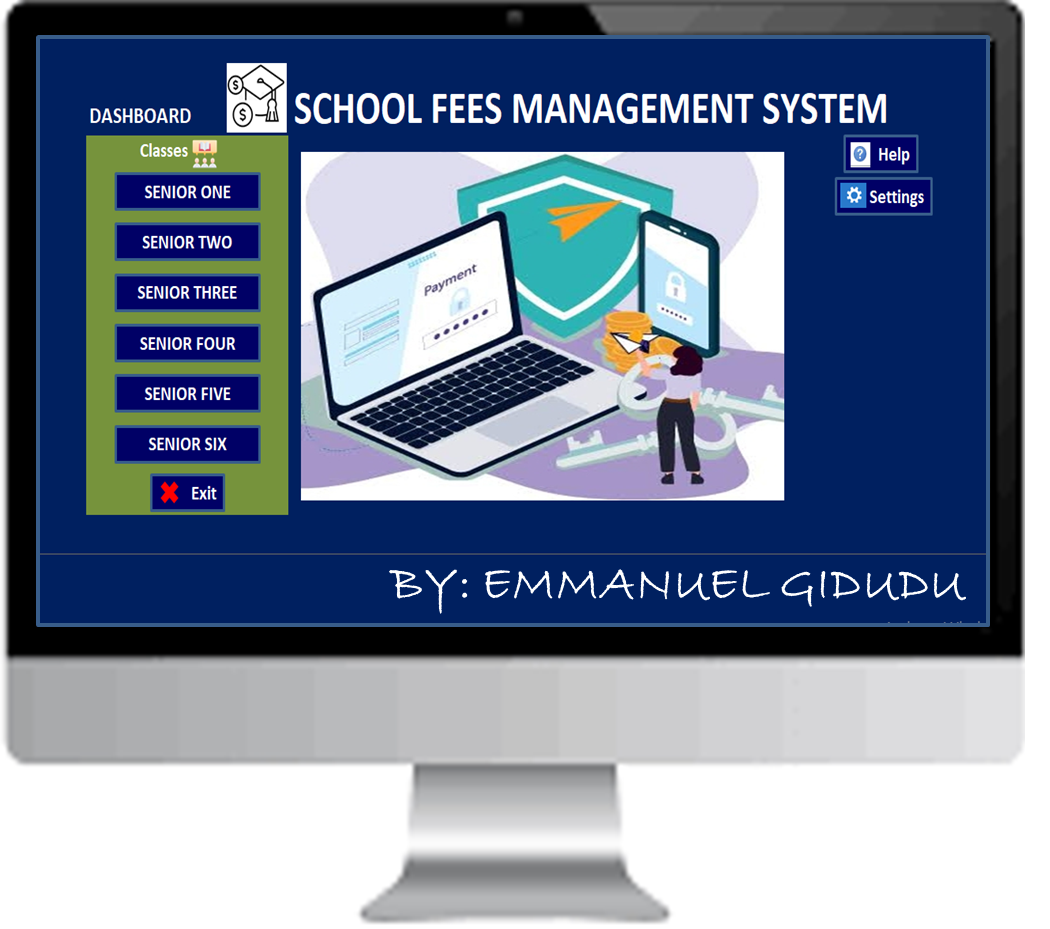 SCHOOL FEES MANAGEMENT SYSTEM
DASHBOARD
Classes
SENIOR ONE
SENIOR TWO
SENIOR THREE
SENIOR FOUR
SENIOR FIVE
SENIOR SIX
Exit
Payment
Help
Settings
BY: EMMANUEL GIDUDU